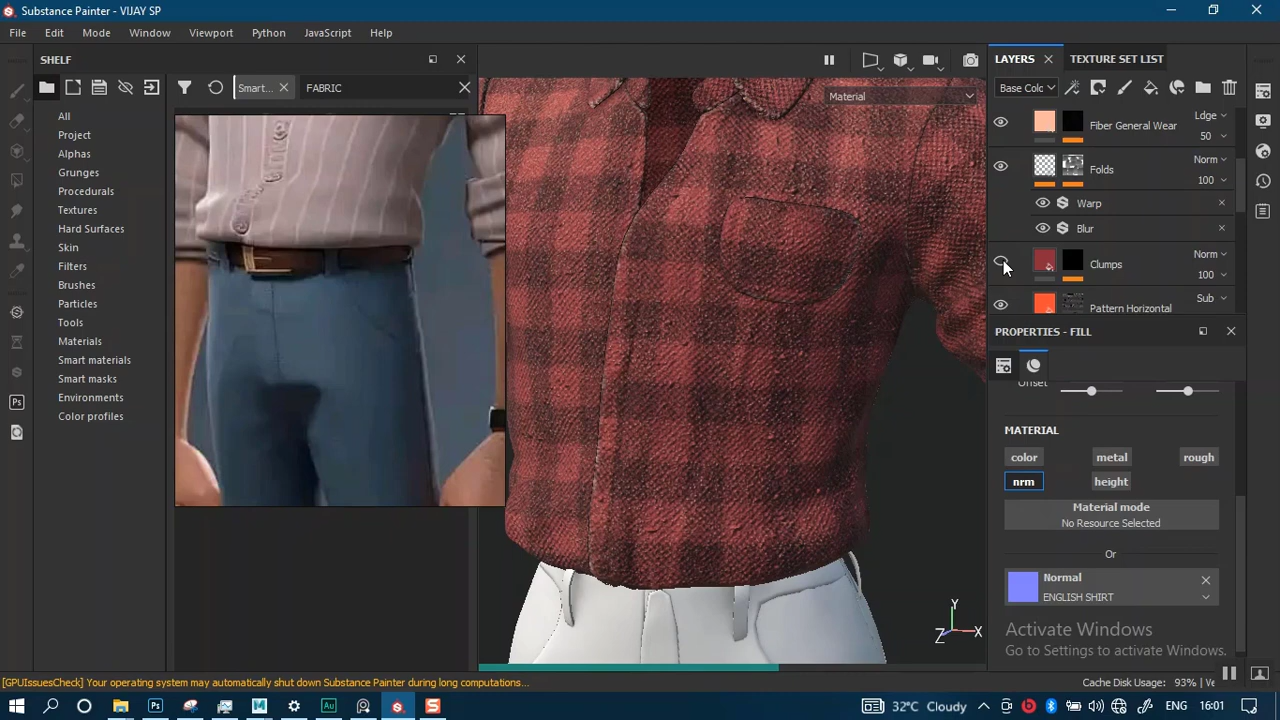 Substance Painter - VIJAY SP
File Edit Mode Window Viewport Python JavaScript Help
SHELF
LAYERS
TEXTURE SET LIST
Smart...
FABRIC
Base Colc
Material
All
Project
Alphas
Grunges
Procedurals
Textures
Hard Surfaces
Skin
Filters
Brushes
Particles
Tools
Materials
Smart materials
Smart masks
Environments
Color profiles
Fiber General Wear
Ldge
50
Folds
Norm
100
Warp
Blur
Clumps
Norm
100
Pattern Horizontal
Sub
PROPERTIES - FILL
Offset
MATERIAL
color metal rough
nrm height
Material mode
No Resource Selected
Or
Normal
ENGLISH SHIRT
Y
Z X
Activate Windows
Go to Settings to activate Windows.
[GPUIssuesCheck] Your operating system may automatically shut down Substance Painter during long computations...
Cache Disk Usage: 93% | Ve
Ps
Ps
Au
32°C Cloudy
ENG
16:01